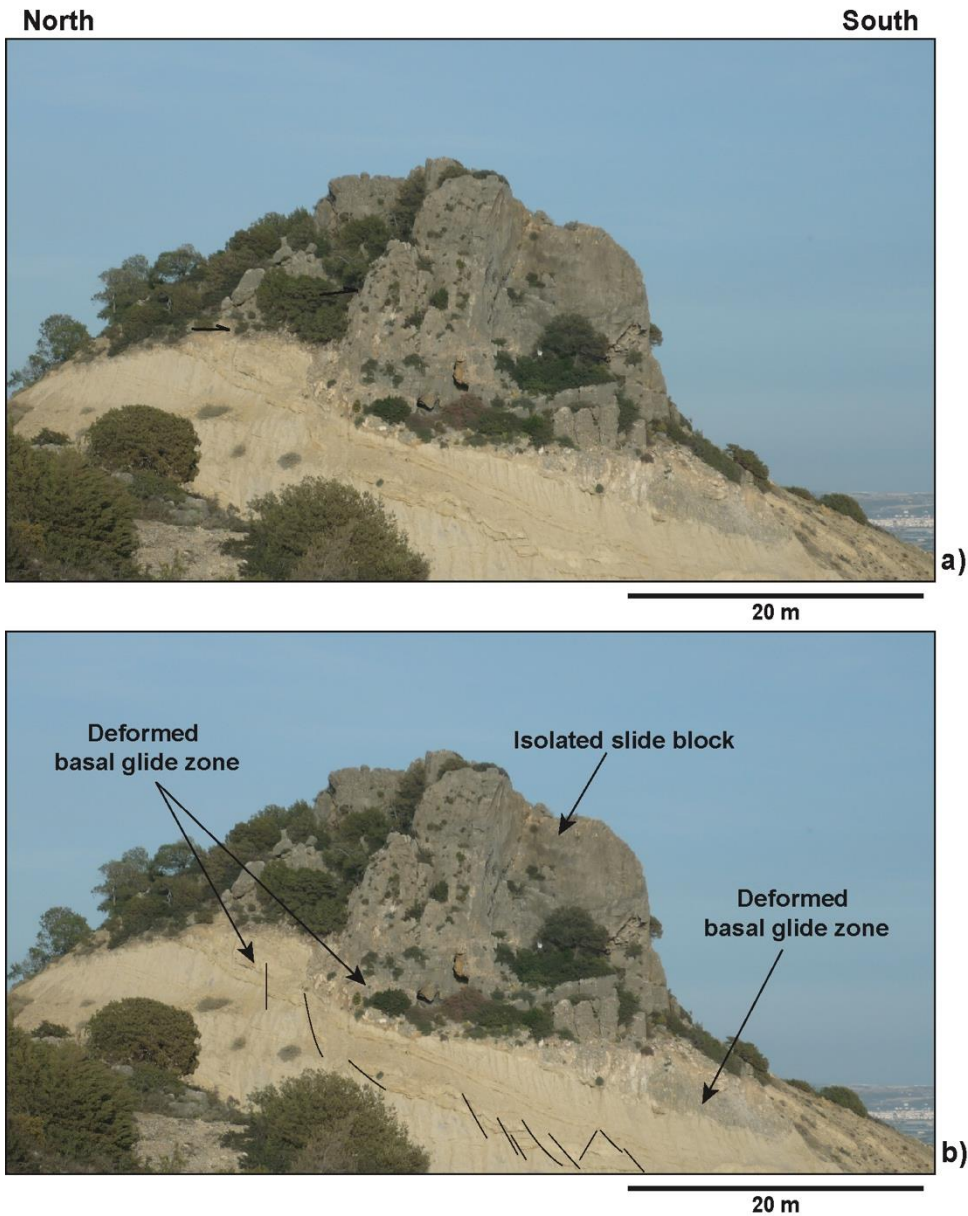 North
South
a)
20 m
Deformed
basal glide zone
Isolated slide block
Deformed
basal glide zone
b)
20 m